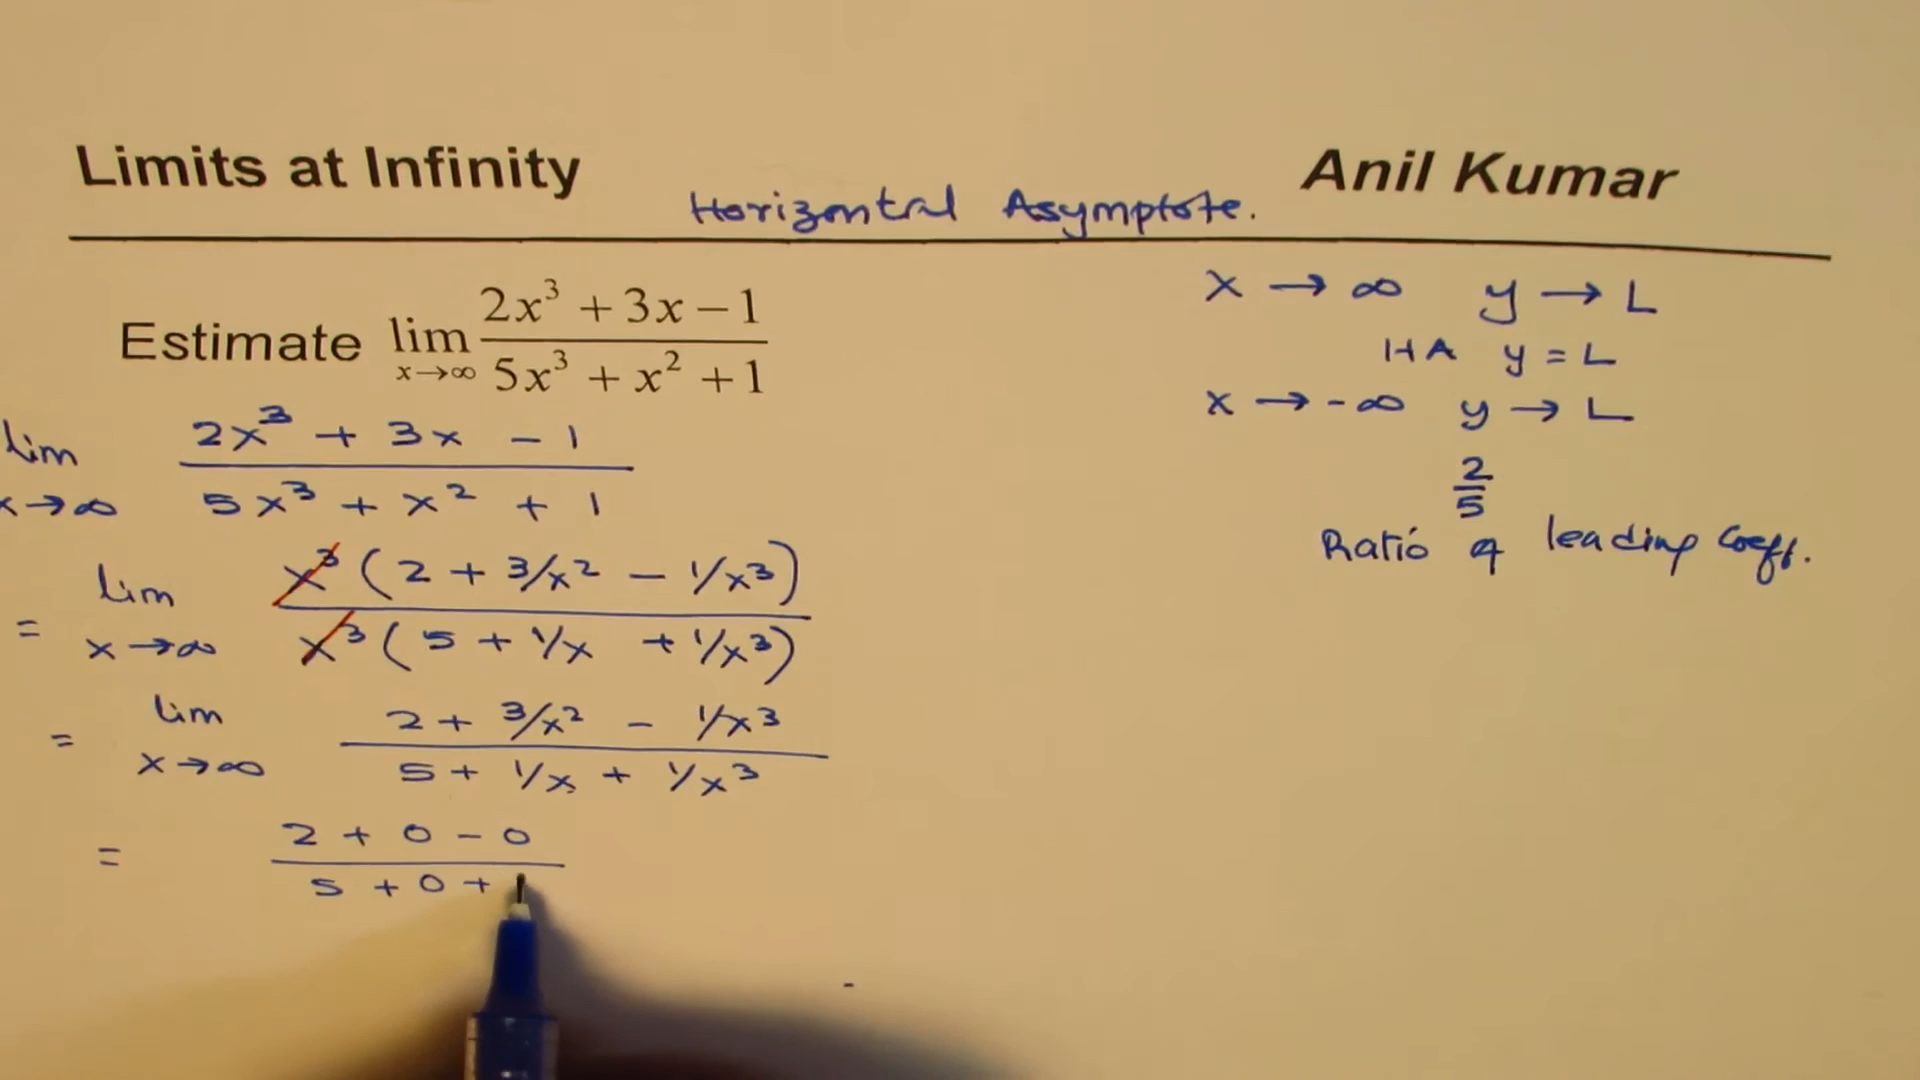 Limits at Infinity
Anil Kumar
Horizontal Asymptote.
Estimate lim x→∞ (2x³ + 3x − 1)/(5x³ + x² + 1)
lim x→∞ (2x³ + 3x − 1)/(5x³ + x² + 1)
= lim x→∞ x³(2 + 3/x² − 1/x³)/x³(5 + 1/x + 1/x³)
= lim x→∞ (2 + 3/x² − 1/x³)/(5 + 1/x + 1/x³)
= 2 + 0 − 0
5 + 0 +
x → ∞ y → L
HA y = L
x → -∞ y → L
2/5
Ratio of leading Coeff.